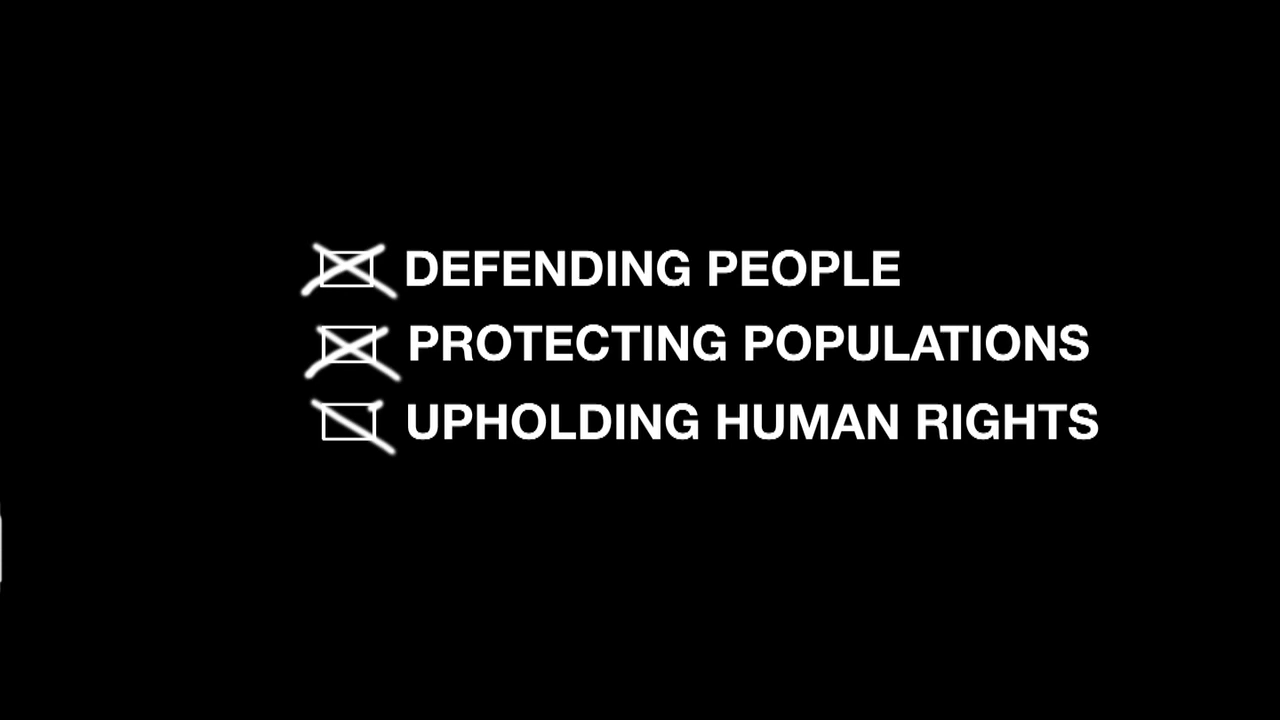 DEFENDING PEOPLE
PROTECTING POPULATIONS
UPHOLDING HUMAN RIGHTS